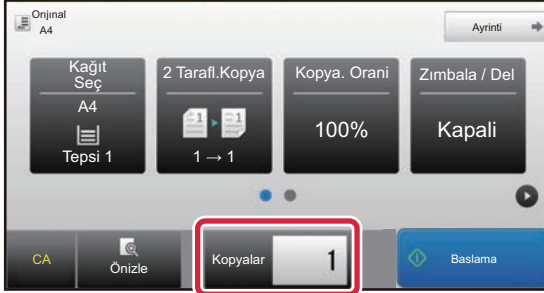 Orıjınal
A4
Ayrinti
Kağıt
Seç
A4
Tepsi 1
2 Tarafl.Kopya
1 → 1
Kopya. Orani
100%
Zımbala / Del
Kapali
CA
Önizle
Kopyalar
1
Baslama